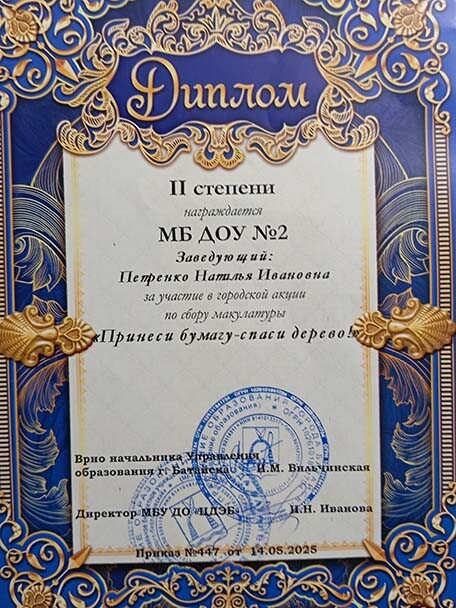 Диплом
II степени
награждается
МБ ДОУ №2
Заведующий:
Петренко Наталья Ивановна
за участие в городской акции
по сбору макулатуры
«Принеси бумагу-спаси дерево!»
Врио начальника Управления
образования г. Батайска И.М. Вильчинская
Директор МБУ ДО «ЦДЭБ» И.Н. Иванова
Приказ №447 от 14.05.2025